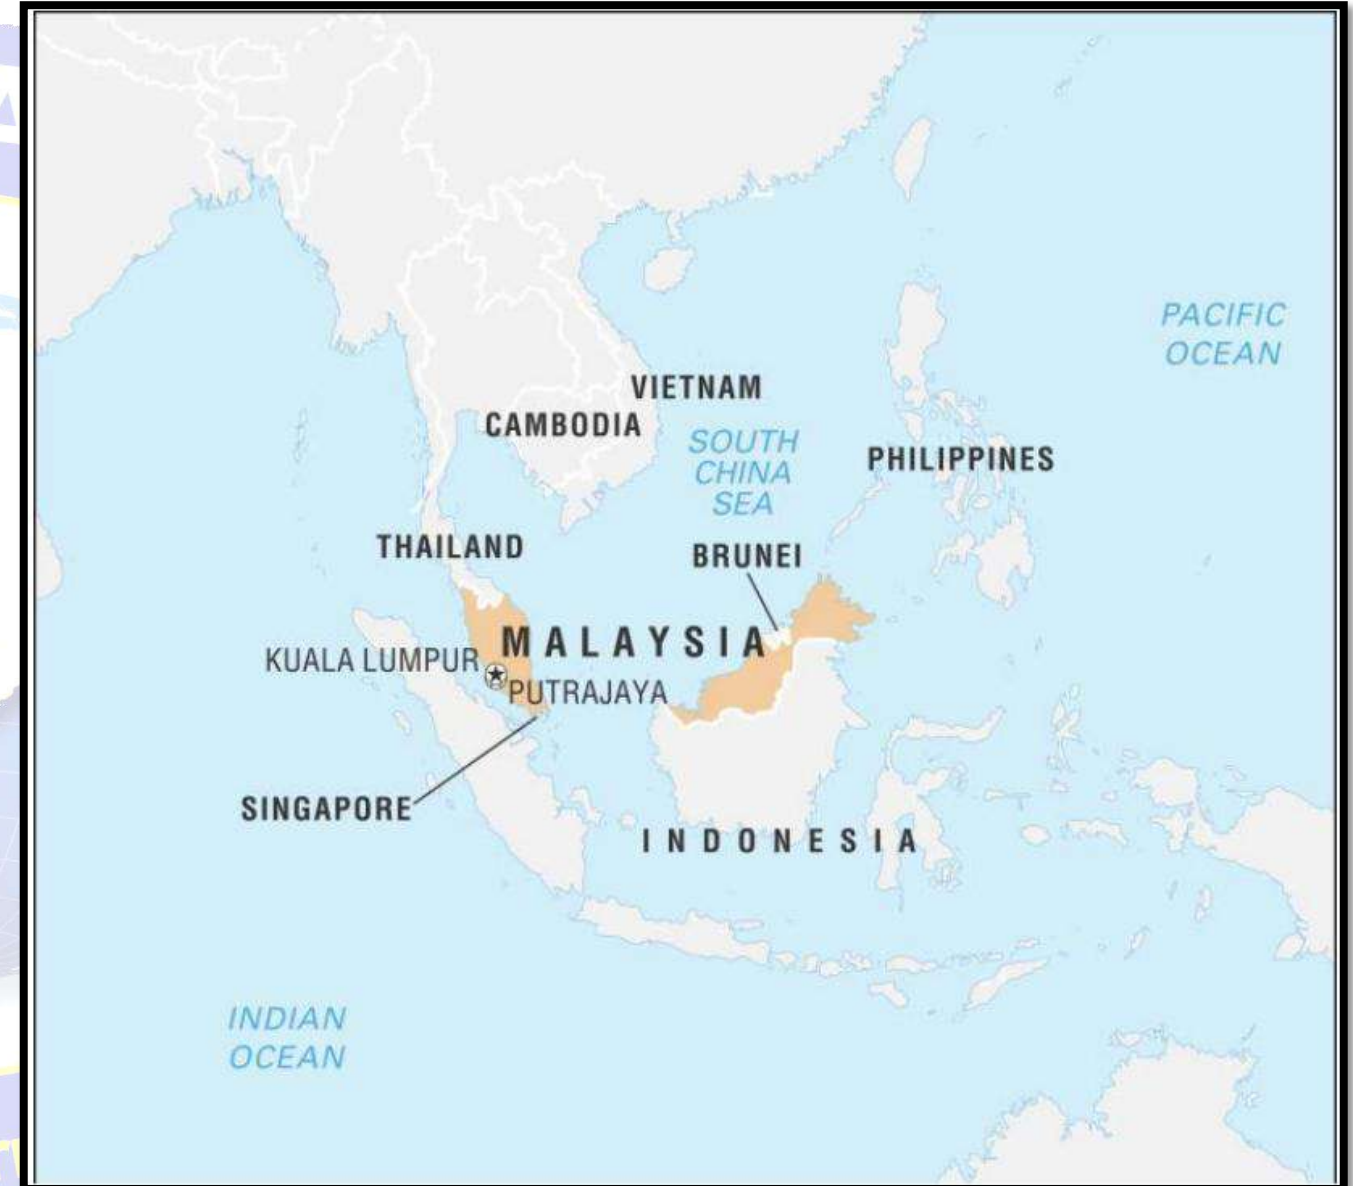 PACIFIC
OCEAN
VIETNAM
CAMBODIA
SOUTH
CHINA
SEA
PHILIPPINES
THAILAND
BRUNEI
MALAYSIA
KUALA LUMPUR
PUTRAJAYA
SINGAPORE
INDONESIA
INDIAN
OCEAN